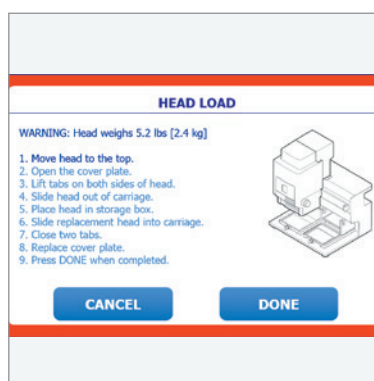 HEAD LOAD
WARNING: Head weighs 5.2 lbs [2.4 kg]
1. Move head to the top.
2. Open the cover plate.
3. Lift tabs on both sides of head.
4. Slide head out of carriage.
5. Place head in storage box.
6. Slide replacement head into carriage.
7. Close two tabs.
8. Replace cover plate.
9. Press DONE when completed.
CANCEL
DONE